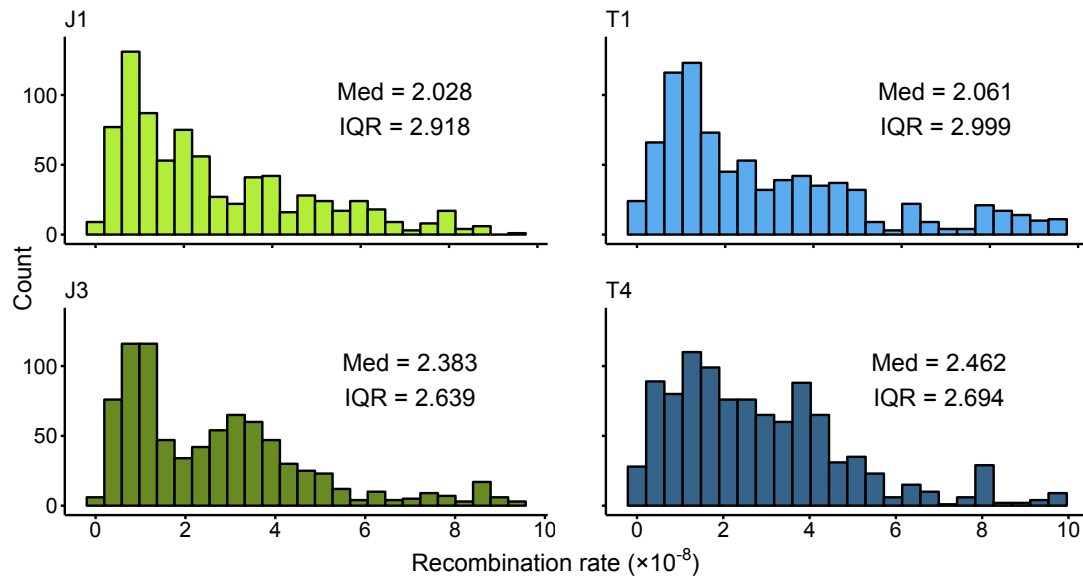 J1
T1
Med = 2.028
IQR = 2.918
Med = 2.061
IQR = 2.999
100
50
0
Count
J3
T4
Med = 2.383
IQR = 2.639
Med = 2.462
IQR = 2.694
100
50
0
0 2 4 6 8 10
0 2 4 6 8 10
Recombination rate (×10⁻⁸)